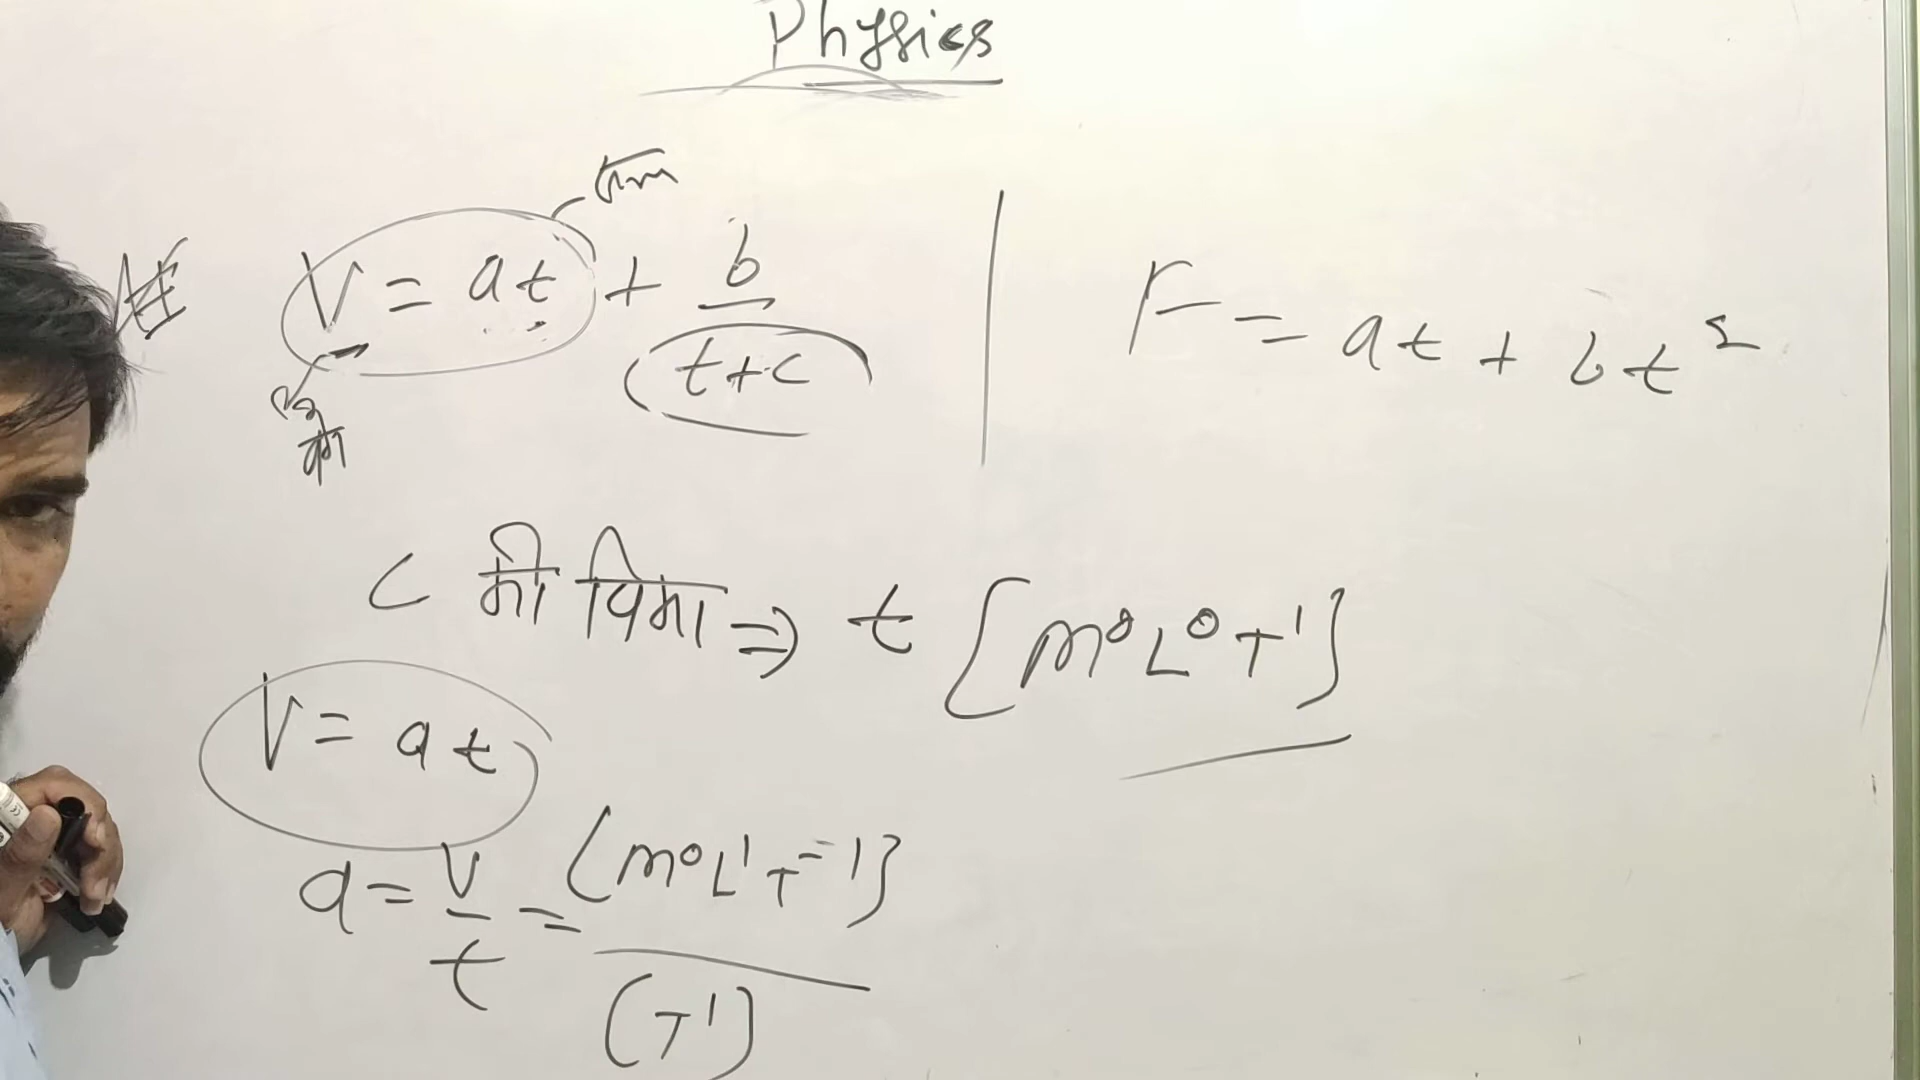 Physics
V = at + b/(t+c)
F = at + bt²
c की विमा ⇒ t [M⁰L⁰T¹]
V = at
a = V/t = [M⁰L¹T⁻¹]/(T¹)